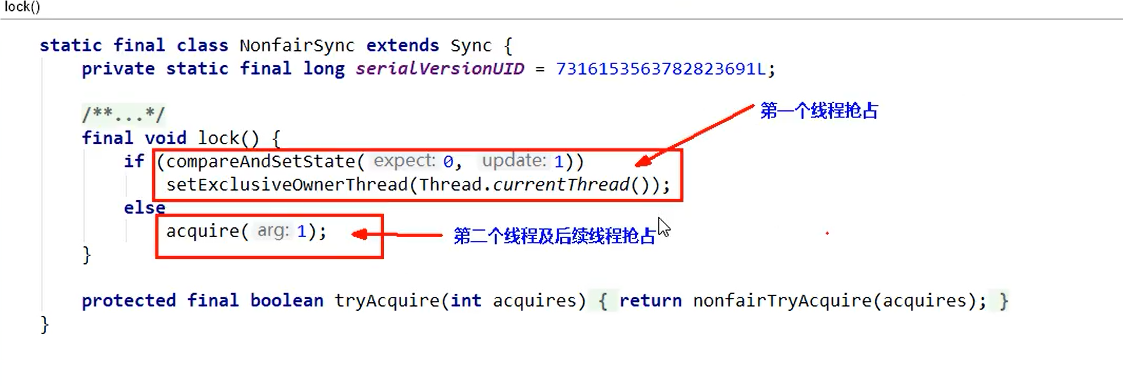 lock()
static final class NonfairSync extends Sync {
private static final long serialVersionUID = 7316153563782823691L;
/**...*/
第一个线程抢占
final void lock() {
if (compareAndSetState( expect: 0, update: 1))
setExclusiveOwnerThread(Thread.currentThread());
else
acquire( arg: 1);
第二个线程及后续线程抢占
}
protected final boolean tryAcquire(int acquires) { return nonfairTryAcquire(acquires); }
}